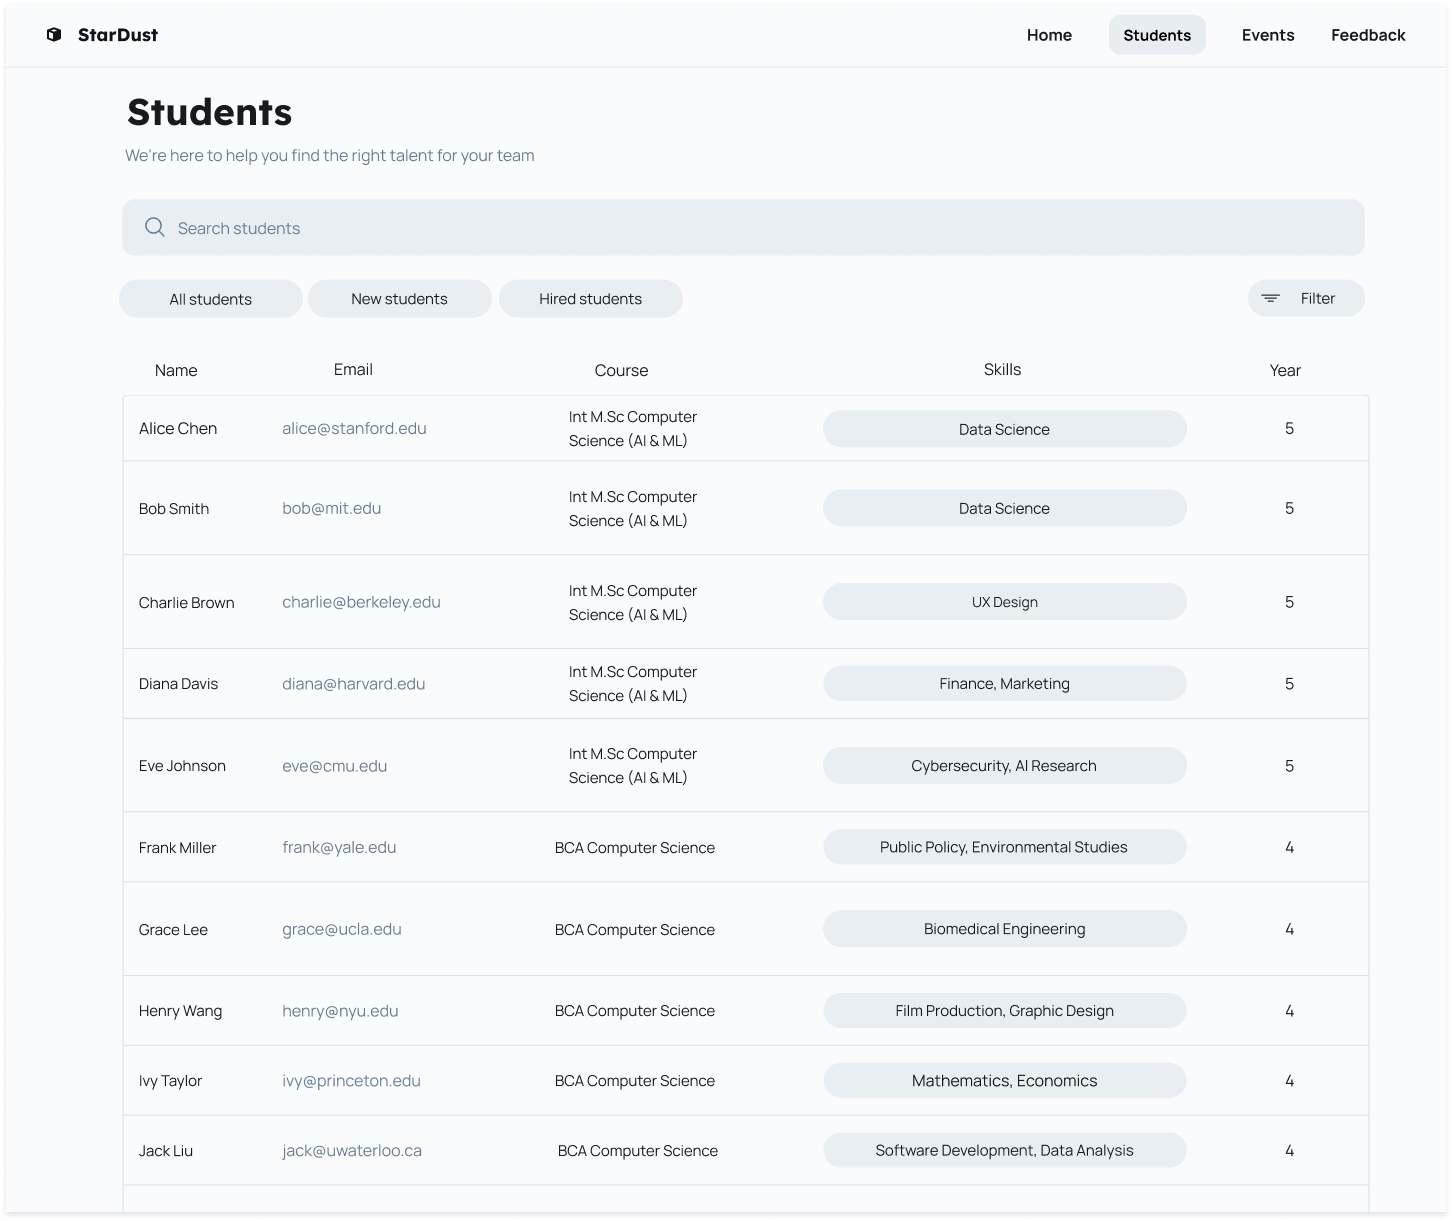 StarDust
Home Students Events Feedback
Students
We're here to help you find the right talent for your team
Search students
All students New students Hired students Filter
Name Email Course Skills Year
Alice Chen alice@stanford.edu Int M.Sc Computer Science (AI & ML) Data Science 5
Bob Smith bob@mit.edu Int M.Sc Computer Science (AI & ML) Data Science 5
Charlie Brown charlie@berkeley.edu Int M.Sc Computer Science (AI & ML) UX Design 5
Diana Davis diana@harvard.edu Int M.Sc Computer Science (AI & ML) Finance, Marketing 5
Eve Johnson eve@cmu.edu Int M.Sc Computer Science (AI & ML) Cybersecurity, AI Research 5
Frank Miller frank@yale.edu BCA Computer Science Public Policy, Environmental Studies 4
Grace Lee grace@ucla.edu BCA Computer Science Biomedical Engineering 4
Henry Wang henry@nyu.edu BCA Computer Science Film Production, Graphic Design 4
Ivy Taylor ivy@princeton.edu BCA Computer Science Mathematics, Economics 4
Jack Liu jack@uwaterloo.ca BCA Computer Science Software Development, Data Analysis 4